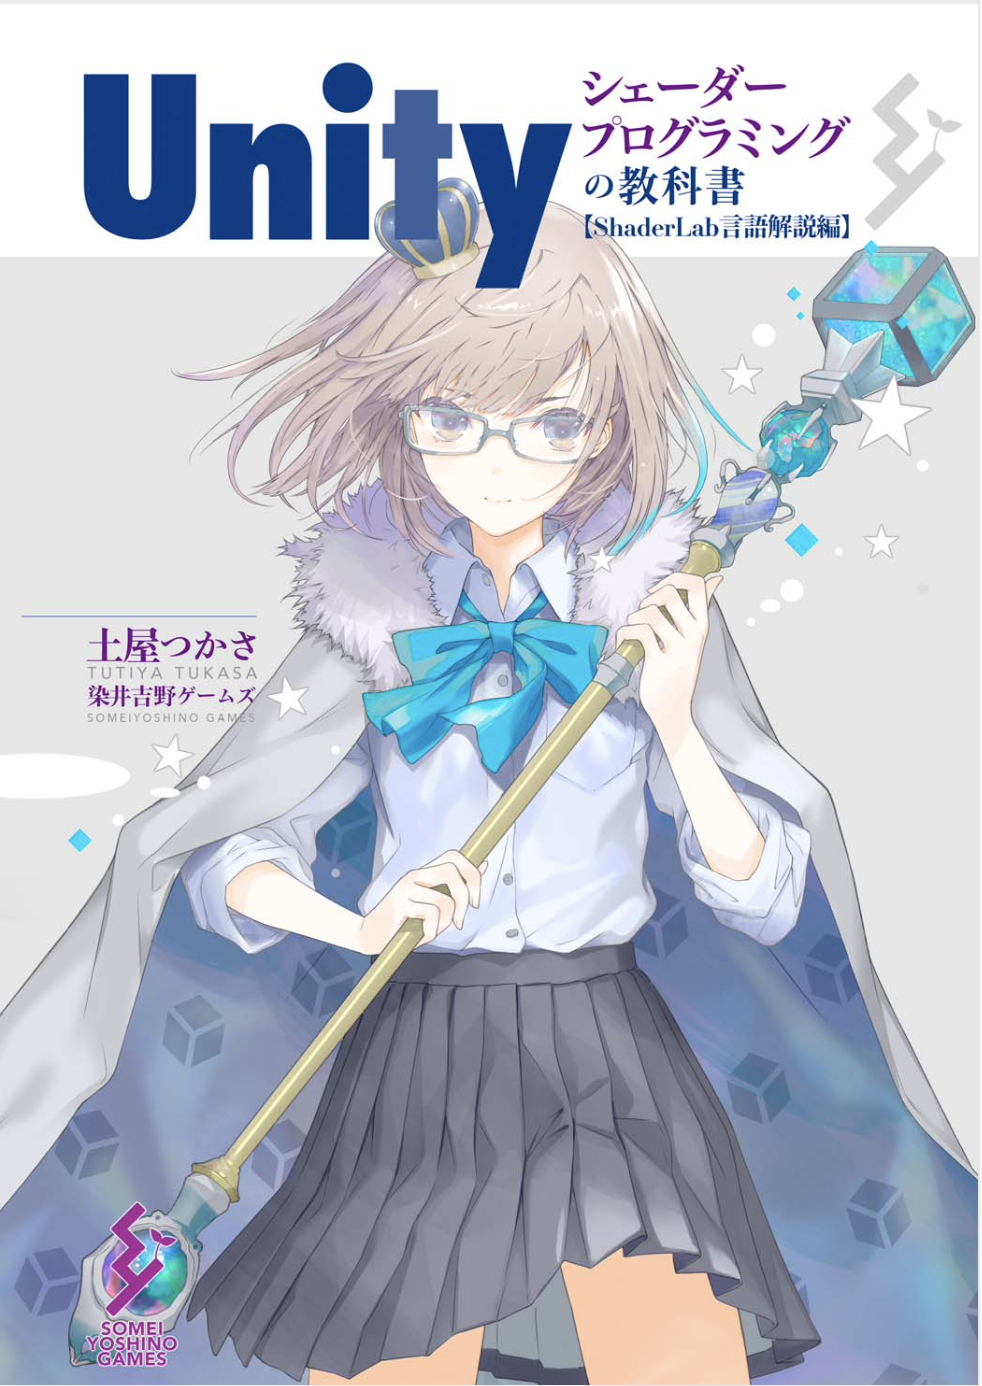 Unity
シェーダー
プログラミング
の教科書
【ShaderLab言語解説編】
土屋つかさ
TUTIYA TUKASA
染井吉野ゲームズ
SOMEIYOSHINO GAMES
SOMEI
YOSHINO
GAMES